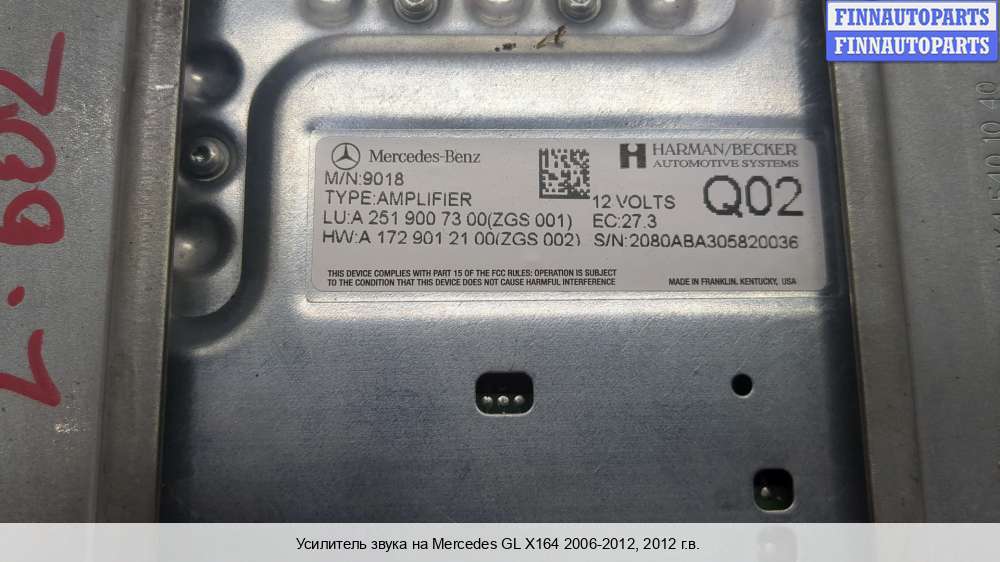 FINNAUTOPARTS
FINNAUTOPARTS
Mercedes-Benz
HARMAN/BECKER
AUTOMOTIVE SYSTEMS
M/N:9018
TYPE:AMPLIFIER
12 VOLTS
Q02
LU:A 251 900 73 00(ZGS 001)
EC:27.3
HW:A 172 901 21 00(ZGS 002)
S/N:2080ABA305820036
THIS DEVICE COMPLIES WITH PART 15 OF THE FCC RULES: OPERATION IS SUBJECT
TO THE CONDITION THAT THIS DEVICE DOES NOT CAUSE HARMFUL INTERFERENCE
MADE IN FRANKLIN, KENTUCKY, USA
Усилитель звука на Mercedes GL X164 2006-2012, 2012 г.в.